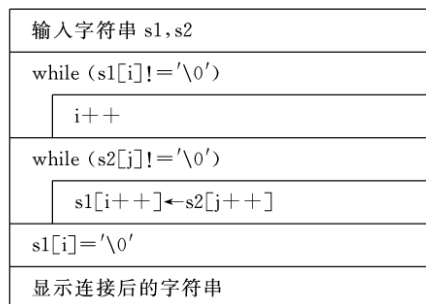 输入字符串 s1,s2
while (s1[i]!='\0')
i++
while (s2[j]!='\0')
s1[i++]←s2[j++]
s1[i]='\0'
显示连接后的字符串